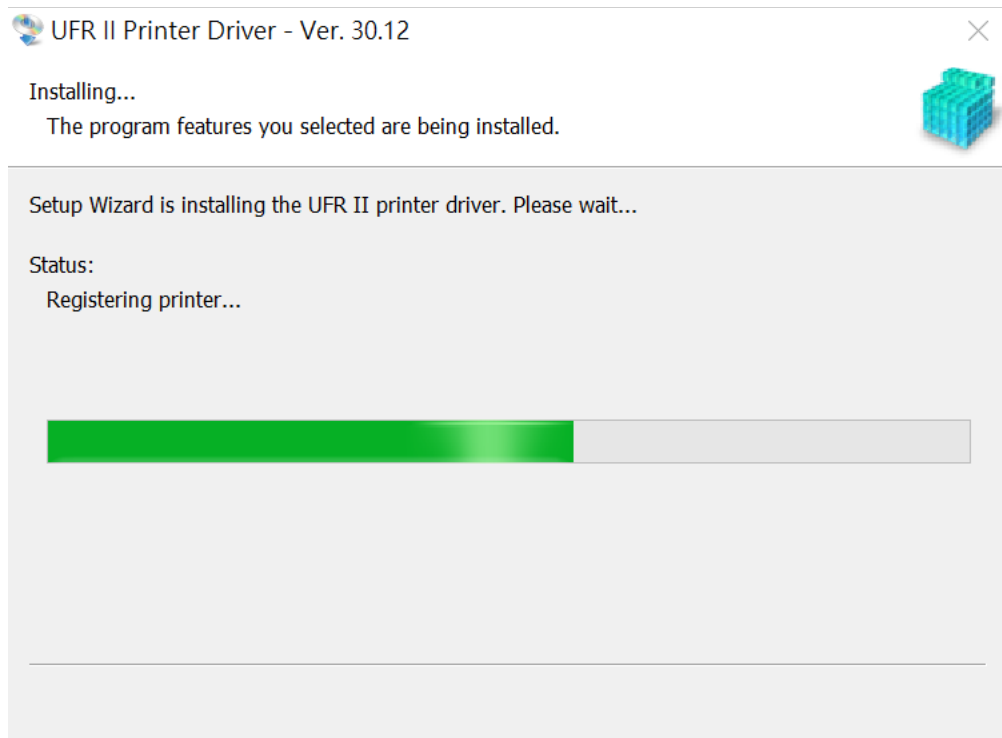 UFR II Printer Driver - Ver. 30.12
Installing...
The program features you selected are being installed.
Setup Wizard is installing the UFR II printer driver. Please wait...
Status:
Registering printer...